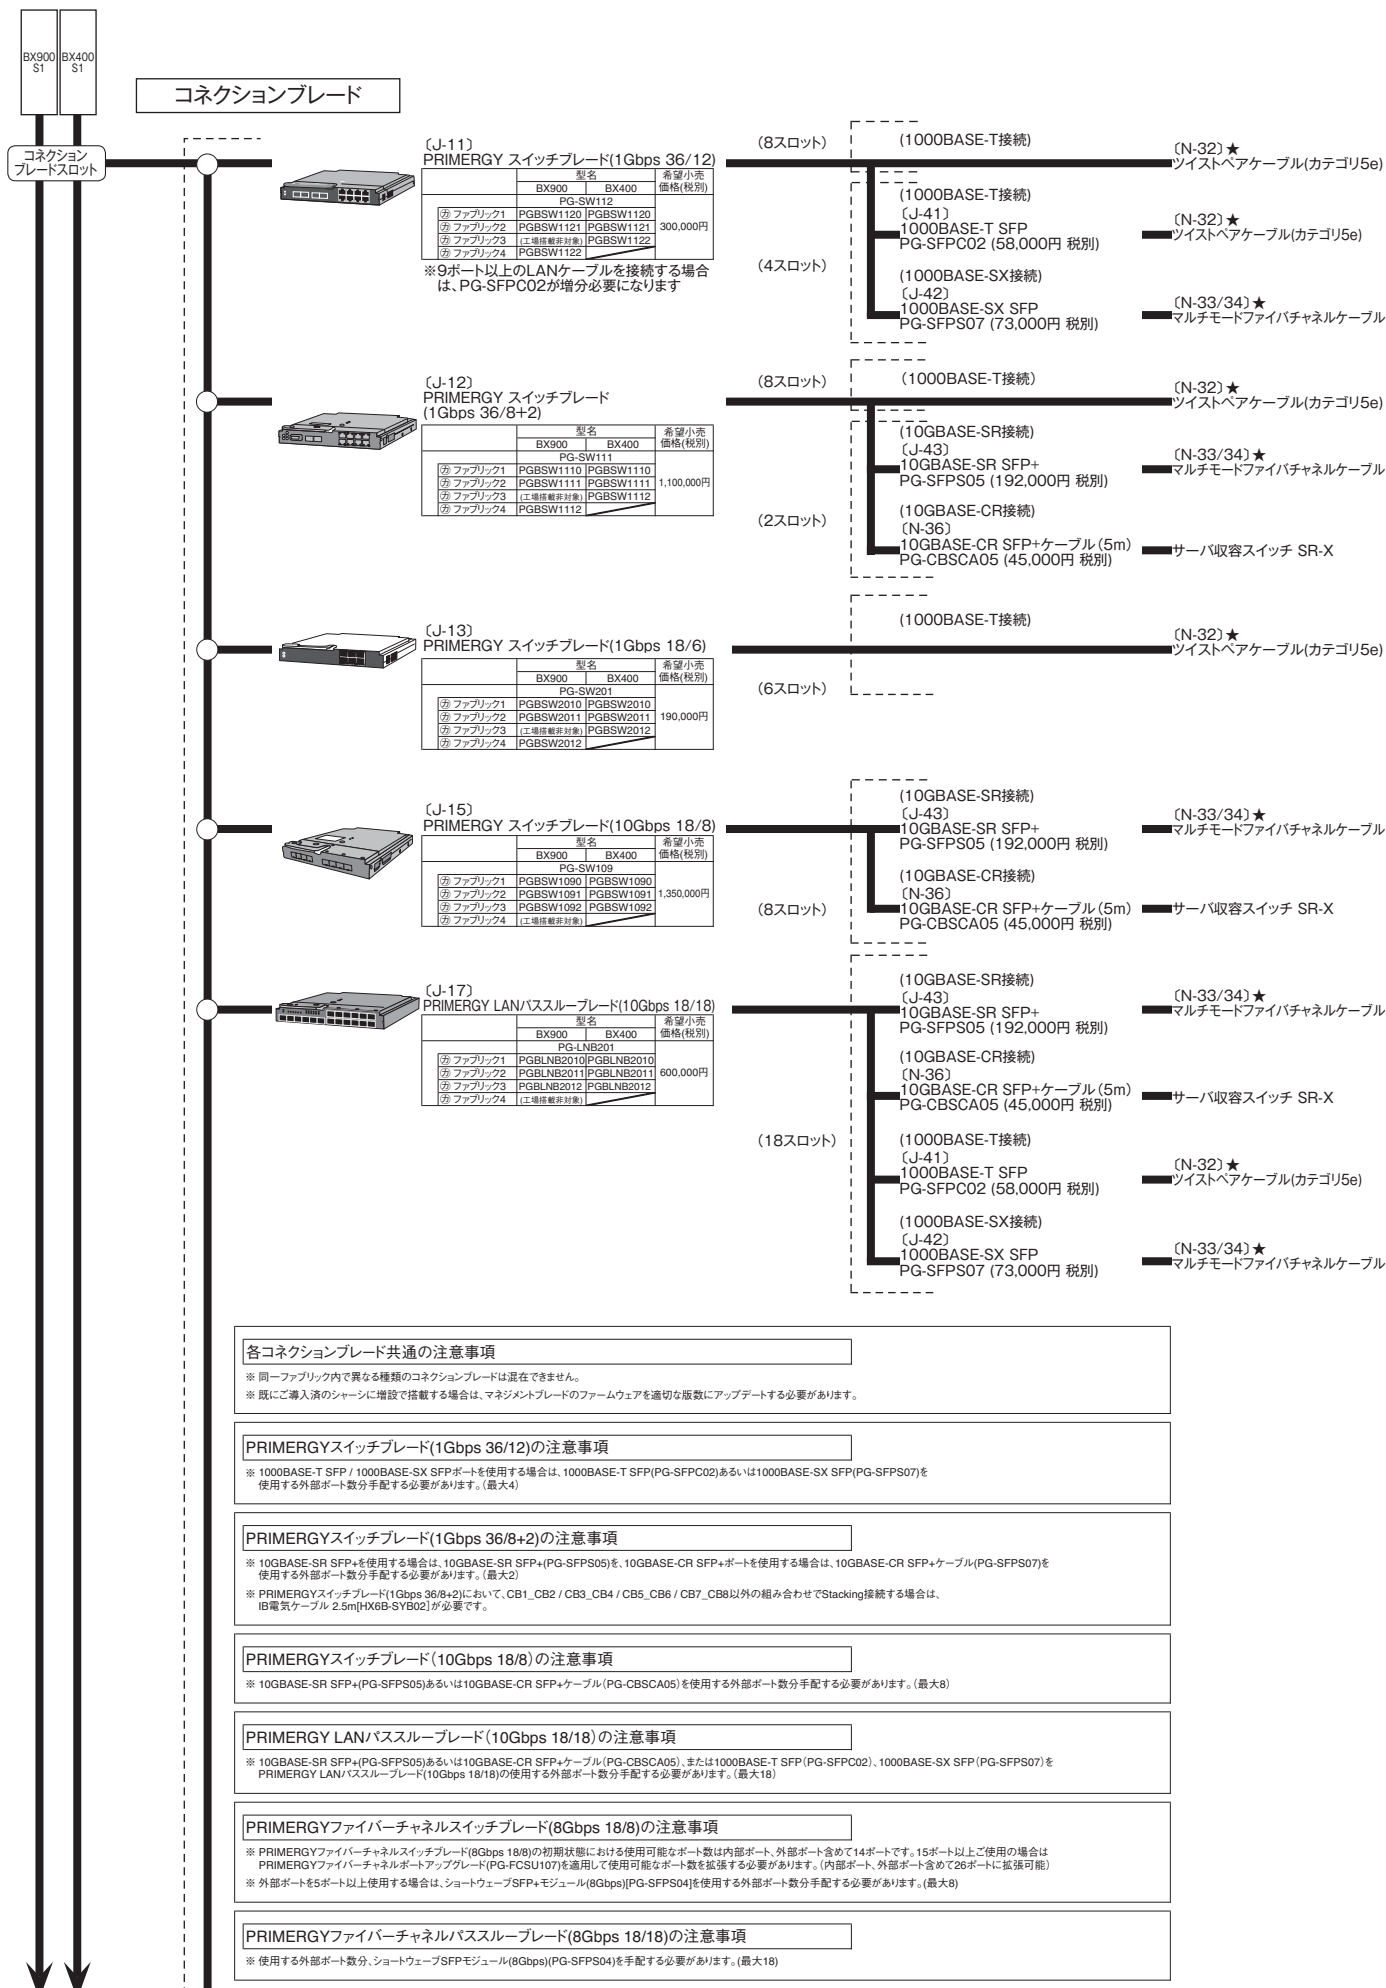 BX900
S1
BX400
S1
コネクションブレード
コネクション
ブレードスロット
〔J-11〕
PRIMERGY スイッチブレード(1Gbps 36/12)
型名 希望小売
価格(税別)
BX900 BX400
PG-SW112
㋕ ファブリック1 PGBSW1120 PGBSW1120
㋕ ファブリック2 PGBSW1121 PGBSW1121 300,000円
㋕ ファブリック3 (工場搭載非対象) PGBSW1122
㋕ ファブリック4 PGBSW1122
※9ポート以上のLANケーブルを接続する場合
は、PG-SFPC02が増分必要になります
(8スロット)
(1000BASE-T接続)
〔N-32〕★
ツイストペアケーブル(カテゴリ5e)
(4スロット)
(1000BASE-T接続)
〔J-41〕
1000BASE-T SFP
PG-SFPC02 (58,000円 税別)
〔N-32〕★
ツイストペアケーブル(カテゴリ5e)
(1000BASE-SX接続)
〔J-42〕
1000BASE-SX SFP
PG-SFPS07 (73,000円 税別)
〔N-33/34〕★
マルチモードファイバチャネルケーブル
〔J-12〕
PRIMERGY スイッチブレード
(1Gbps 36/8+2)
型名 希望小売
価格(税別)
BX900 BX400
PG-SW111
㋕ ファブリック1 PGBSW1110 PGBSW1110
㋕ ファブリック2 PGBSW1111 PGBSW1111 1,100,000円
㋕ ファブリック3 (工場搭載非対象) PGBSW1112
㋕ ファブリック4 PGBSW1112
(8スロット)
(1000BASE-T接続)
〔N-32〕★
ツイストペアケーブル(カテゴリ5e)
(2スロット)
(10GBASE-SR接続)
〔J-43〕
10GBASE-SR SFP+
PG-SFPS05 (192,000円 税別)
〔N-33/34〕★
マルチモードファイバチャネルケーブル
(10GBASE-CR接続)
〔N-36〕
10GBASE-CR SFP+ケーブル(5m)
PG-CBSCA05 (45,000円 税別)
サーバ収容スイッチ SR-X
〔J-13〕
PRIMERGY スイッチブレード(1Gbps 18/6)
型名 希望小売
価格(税別)
BX900 BX400
PG-SW201
㋕ ファブリック1 PGBSW2010 PGBSW2010
㋕ ファブリック2 PGBSW2011 PGBSW2011 190,000円
㋕ ファブリック3 (工場搭載非対象) PGBSW2012
㋕ ファブリック4 PGBSW2012
(6スロット)
(1000BASE-T接続)
〔N-32〕★
ツイストペアケーブル(カテゴリ5e)
〔J-15〕
PRIMERGY スイッチブレード(10Gbps 18/8)
型名 希望小売
価格(税別)
BX900 BX400
PG-SW109
㋕ ファブリック1 PGBSW1090 PGBSW1090
㋕ ファブリック2 PGBSW1091 PGBSW1091 1,350,000円
㋕ ファブリック3 PGBSW1092 PGBSW1092
㋕ ファブリック4 (工場搭載非対象)
(8スロット)
(10GBASE-SR接続)
〔J-43〕
10GBASE-SR SFP+
PG-SFPS05 (192,000円 税別)
〔N-33/34〕★
マルチモードファイバチャネルケーブル
(10GBASE-CR接続)
〔N-36〕
10GBASE-CR SFP+ケーブル(5m)
PG-CBSCA05 (45,000円 税別)
サーバ収容スイッチ SR-X
〔J-17〕
PRIMERGY LANパススルーブレード(10Gbps 18/18)
型名 希望小売
価格(税別)
BX900 BX400
PG-LNB201
㋕ ファブリック1 PGBLNB2010 PGBLNB2010
㋕ ファブリック2 PGBLNB2011 PGBLNB2011 600,000円
㋕ ファブリック3 PGBLNB2012 PGBLNB2012
㋕ ファブリック4 (工場搭載非対象)
(18スロット)
(10GBASE-SR接続)
〔J-43〕
10GBASE-SR SFP+
PG-SFPS05 (192,000円 税別)
〔N-33/34〕★
マルチモードファイバチャネルケーブル
(10GBASE-CR接続)
〔N-36〕
10GBASE-CR SFP+ケーブル(5m)
PG-CBSCA05 (45,000円 税別)
サーバ収容スイッチ SR-X
(1000BASE-T接続)
〔J-41〕
1000BASE-T SFP
PG-SFPC02 (58,000円 税別)
〔N-32〕★
ツイストペアケーブル(カテゴリ5e)
(1000BASE-SX接続)
〔J-42〕
1000BASE-SX SFP
PG-SFPS07 (73,000円 税別)
〔N-33/34〕★
マルチモードファイバチャネルケーブル
各コネクションブレード共通の注意事項
※ 同一ファブリック内で異なる種類のコネクションブレードは混在できません。
※ 既にご導入済のシャーシに増設で搭載する場合は、マネジメントブレードのファームウェアを適切な版数にアップデートする必要があります。
PRIMERGYスイッチブレード(1Gbps 36/12)の注意事項
※ 1000BASE-T SFP / 1000BASE-SX SFPポートを使用する場合は、1000BASE-T SFP(PG-SFPC02)あるいは1000BASE-SX SFP(PG-SFPS07)を
使用する外部ポート数分手配する必要があります。(最大4)
PRIMERGYスイッチブレード(1Gbps 36/8+2)の注意事項
※ 10GBASE-SR SFP+を使用する場合は、10GBASE-SR SFP+(PG-SFPS05)を、10GBASE-CR SFP+ポートを使用する場合は、10GBASE-CR SFP+ケーブル(PG-SFPS07)を
使用する外部ポート数分手配する必要があります。(最大2)
※ PRIMERGYスイッチブレード(1Gbps 36/8+2)において、CB1_CB2 / CB3_CB4 / CB5_CB6 / CB7_CB8以外の組み合わせでStacking接続する場合は、
IB電気ケーブル 2.5m[HX6B-SYB02]が必要です。
PRIMERGYスイッチブレード(10Gbps 18/8)の注意事項
※ 10GBASE-SR SFP+(PG-SFPS05)あるいは10GBASE-CR SFP+ケーブル(PG-CBSCA05)を使用する外部ポート数分手配する必要があります。(最大8)
PRIMERGY LANパススルーブレード(10Gbps 18/18)の注意事項
※ 10GBASE-SR SFP+(PG-SFPS05)あるいは10GBASE-CR SFP+ケーブル(PG-CBSCA05)、または1000BASE-T SFP(PG-SFPC02)、1000BASE-SX SFP(PG-SFPS07)を
PRIMERGY LANパススルーブレード(10Gbps 18/18)の使用する外部ポート数分手配する必要があります。(最大18)
PRIMERGYファイバーチャネルスイッチブレード(8Gbps 18/8)の注意事項
※ PRIMERGYファイバーチャネルスイッチブレード(8Gbps 18/8)の初期状態における使用可能なポート数は内部ポート、外部ポート含めて14ポートです。15ポート以上ご使用の場合は
PRIMERGYファイバーチャネルポートアップグレード(PG-FCSU107)を適用して使用可能なポート数を拡張する必要があります。(内部ポート、外部ポート含めて26ポートに拡張可能)
※ 外部ポートを5ポート以上使用する場合は、ショートウェーブSFP+モジュール(8Gbps)[PG-SFPS04]を使用する外部ポート数分手配する必要があります。(最大8)
PRIMERGYファイバーチャネルパススルーブレード(8Gbps 18/18)の注意事項
※ 使用する外部ポート数分、ショートウェーブSFPモジュール(8Gbps)(PG-SFPS04)を手配する必要があります。(最大18)